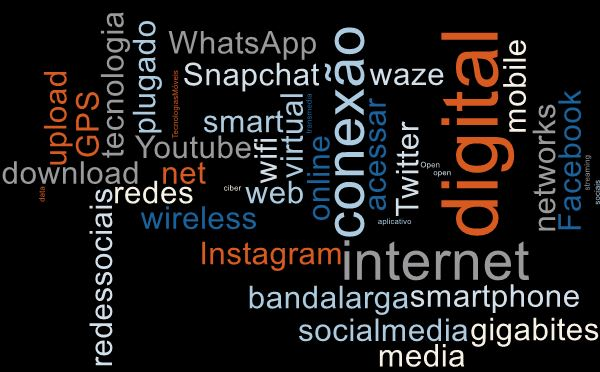 tecnologia
plugado
WhatsApp
conexão
digital
mobile
upload
GPS
TecnologiasMóveis
Snapchat
waze
smart
virtual
transmedia
acessar
Facebook
Youtube
wifi
online
Twitter
Open
open
networks
streaming
download
net
data
redes
ciber
web
sociais
wireless
aplicativo
redessociais
Instagram
internet
bandalarga
smartphone
socialmedia
gigabites
media